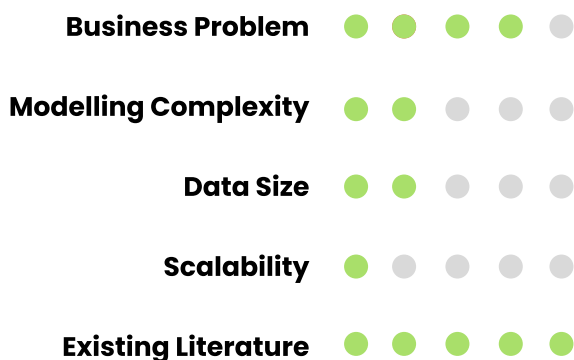 Business Problem
Modelling Complexity
Data Size
Scalability
Existing Literature